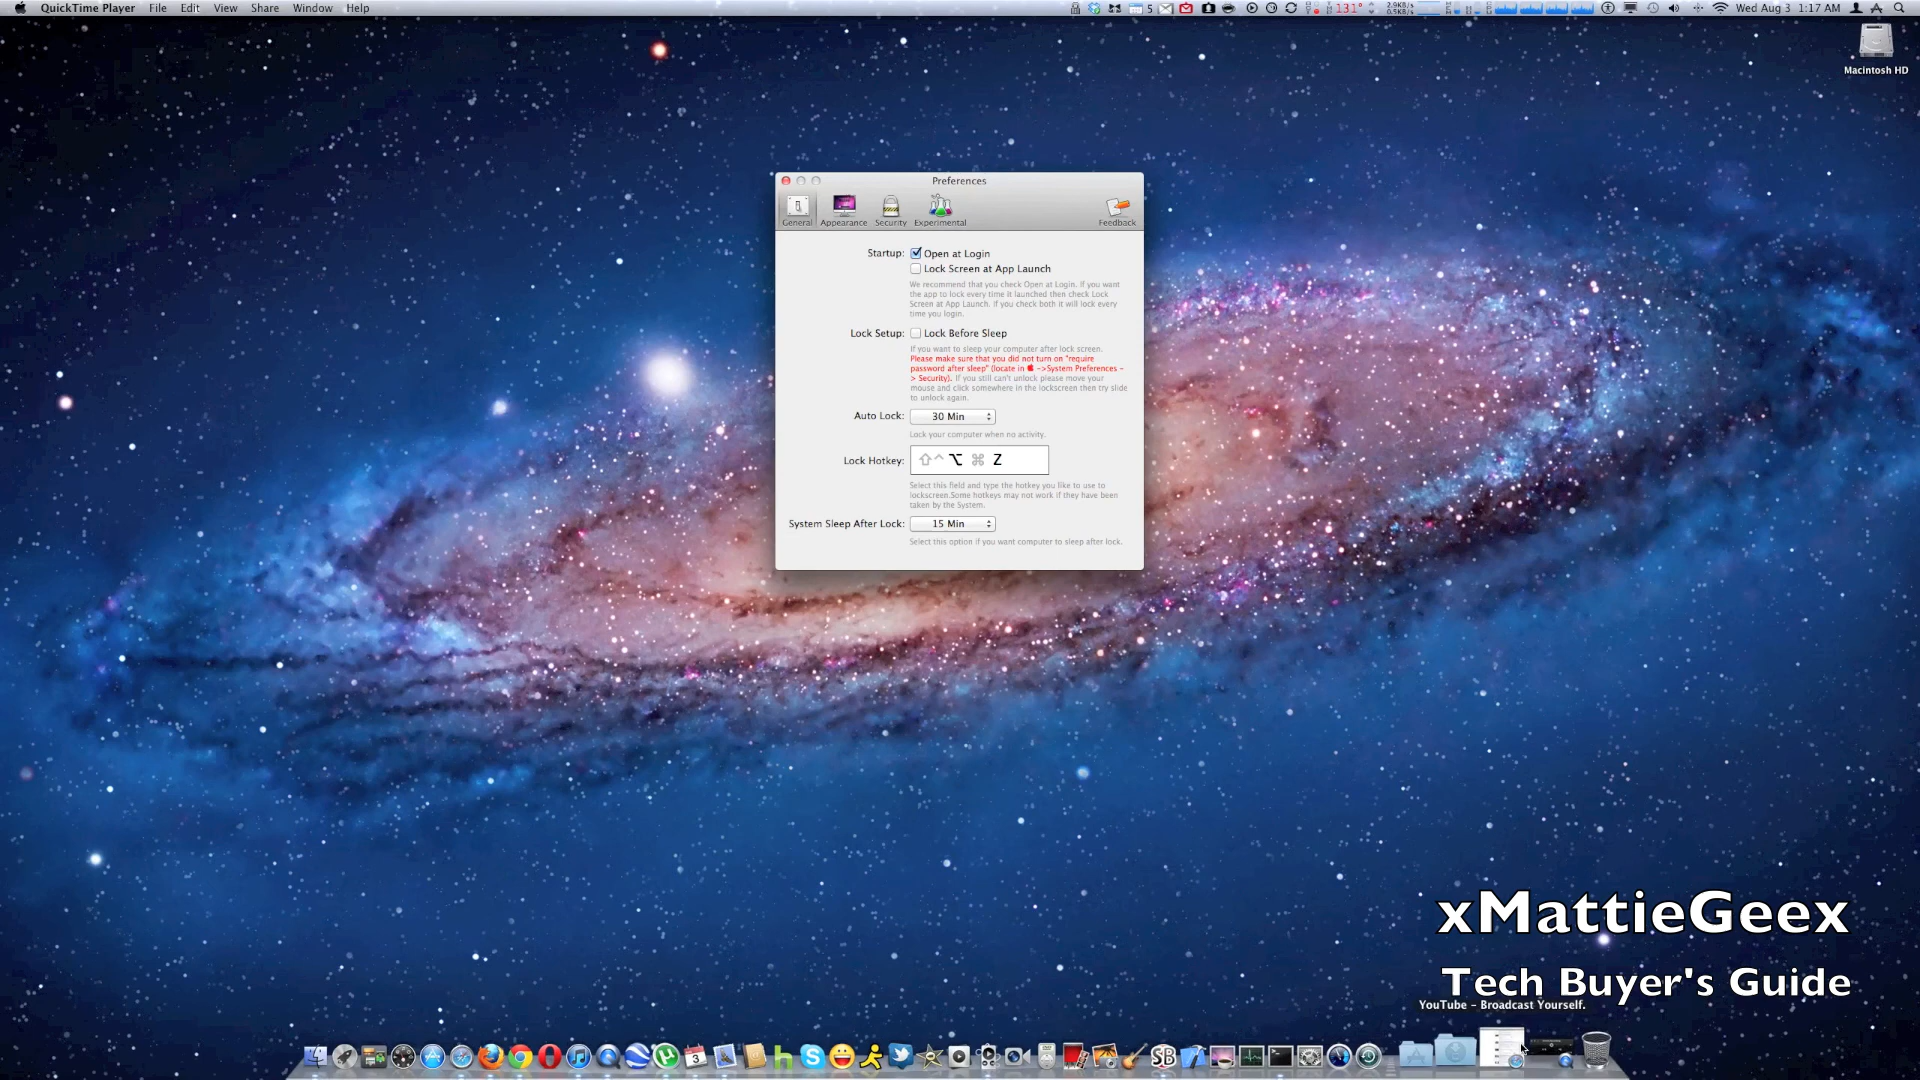 QuickTime Player File Edit View Share Window Help
5 131° 2.9KB/s 0.5KB/s Wed Aug 3 1:17 AM
Macintosh HD
Preferences
General Appearance Security Experimental Feedback
Startup: Open at Login
Lock Screen at App Launch
We recommend that you check Open at Login. If you want
the app to lock every time it launched then check Lock
Screen at App Launch. If you check both it will lock every
time you login.
Lock Setup: Lock Before Sleep
If you want to sleep your computer after lock screen.
Please make sure that you did not turn on "require
password after sleep" (locate in  ->System Preferences -
> Security). If you still can't unlock please move your
mouse and click somewhere in the lockscreen then try slide
to unlock again.
Auto Lock: 30 Min
Lock your computer when no activity.
Lock Hotkey: ⇧^⌥⌘ Z
Select this field and type the hotkey you like to use to
lockscreen.Some hotkeys may not work if they have been
taken by the System.
System Sleep After Lock: 15 Min
Select this option if you want computer to sleep after lock.
xMattieGeex
Tech Buyer's Guide
YouTube - Broadcast Yourself.
3
h
SB